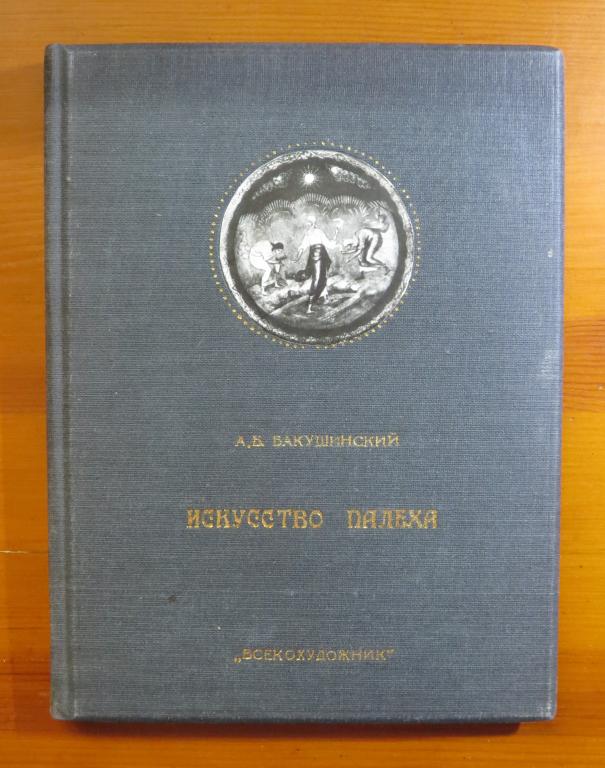 А.В. БАКУШИНСКИЙ
ИСКУССТВО ПАЛЕХА
„ВСЕКОХУДОЖНИК"